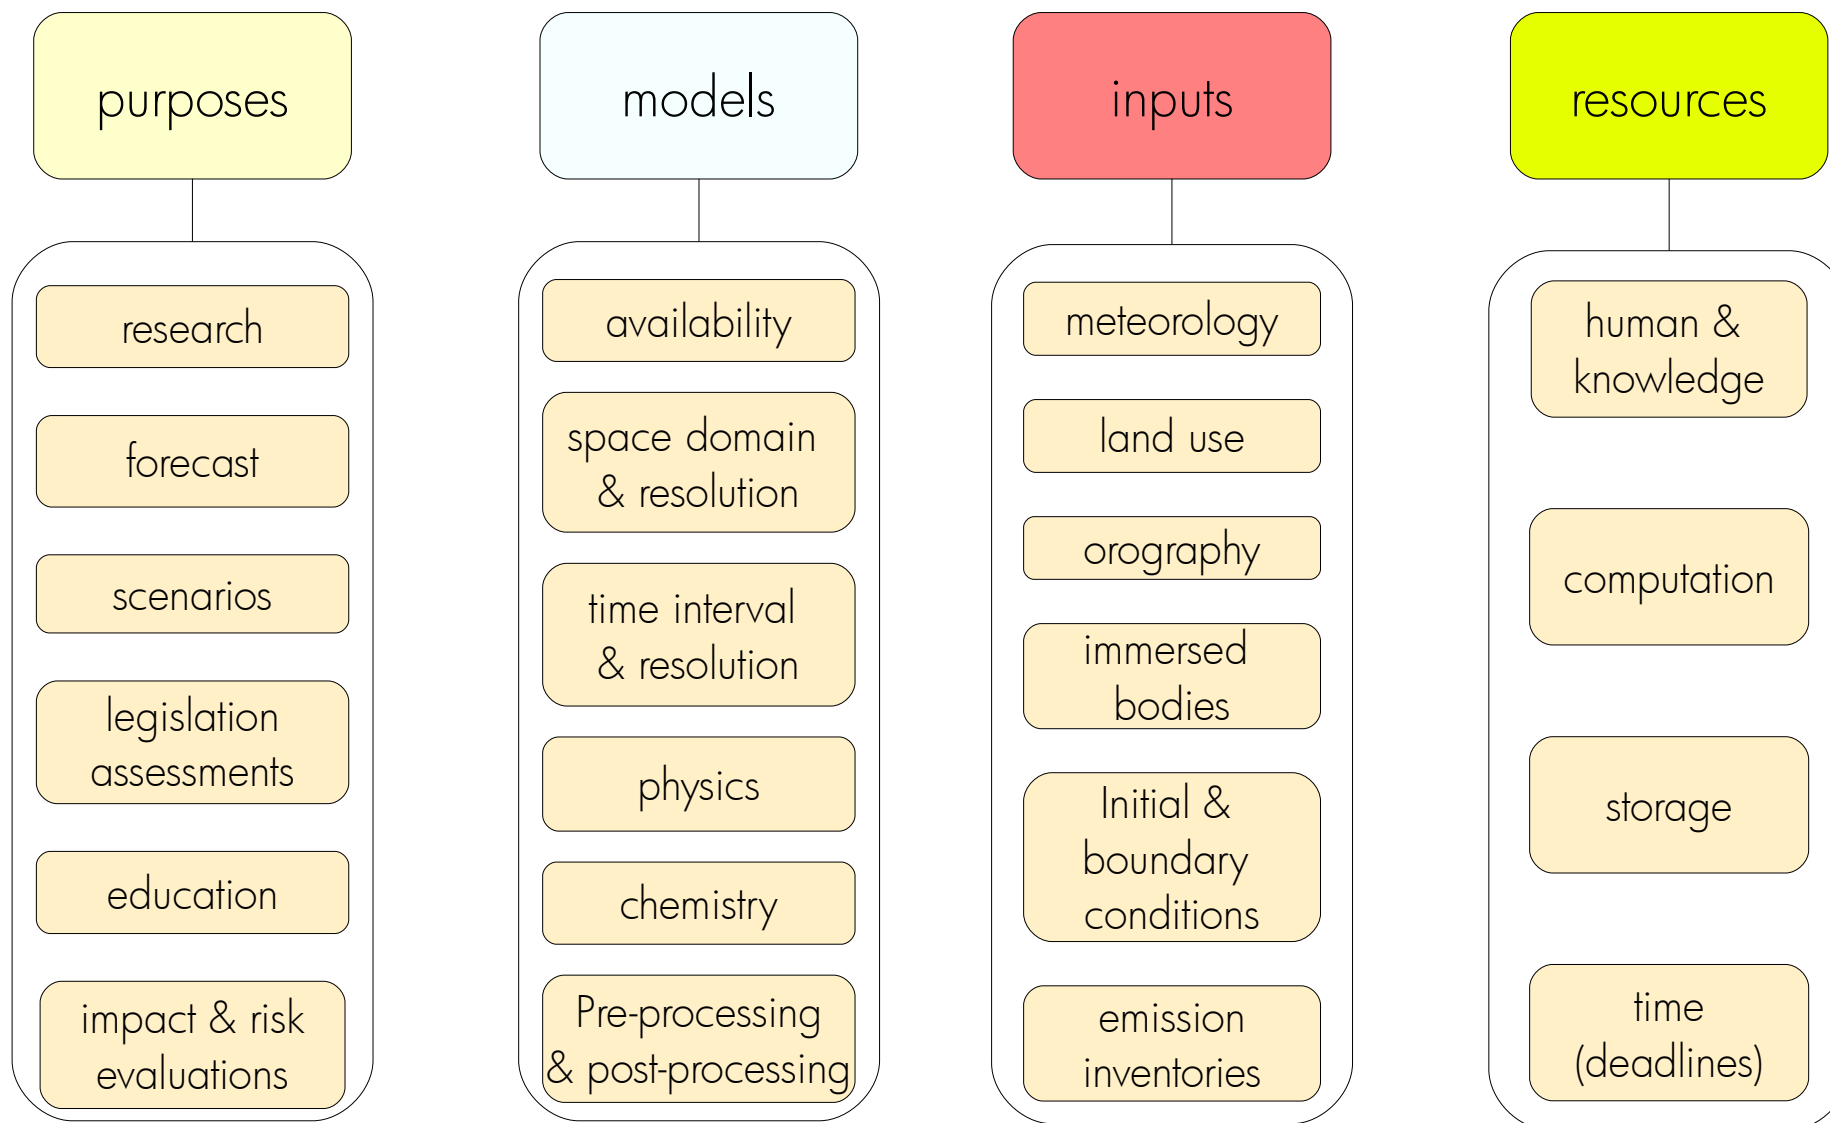 purposes
research
forecast
scenarios
legislation
assessments
education
impact & risk
evaluations
models
availability
space domain
& resolution
time interval
& resolution
physics
chemistry
Pre-processing
& post-processing
inputs
meteorology
land use
orography
immersed
bodies
Initial &
boundary
conditions
emission
inventories
resources
human &
knowledge
computation
storage
time
(deadlines)